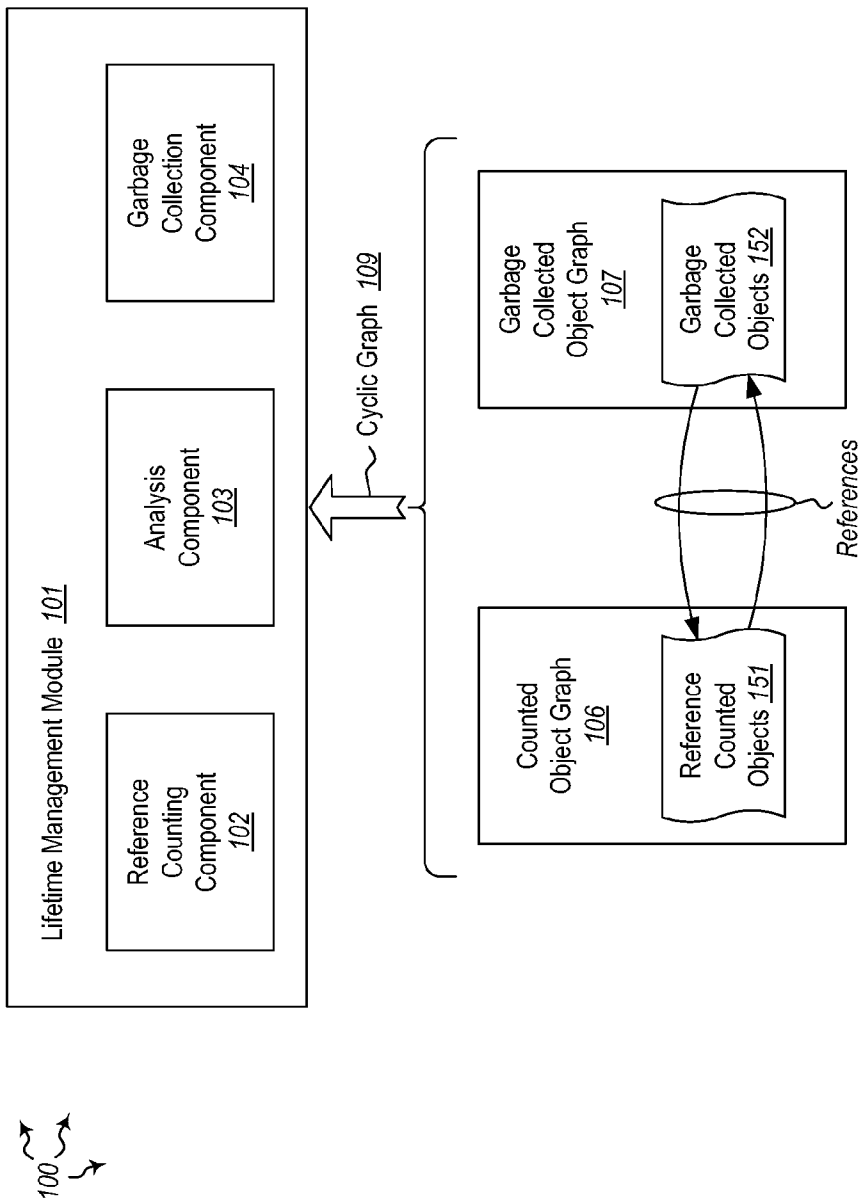 100
Lifetime Management Module 101
Reference
Counting
Component
102
Analysis
Component
103
Garbage
Collection
Component
104
Cyclic Graph 109
Counted
Object Graph
106
Reference
Counted
Objects 151
Garbage
Collected
Object Graph
107
Garbage
Collected
Objects 152
References